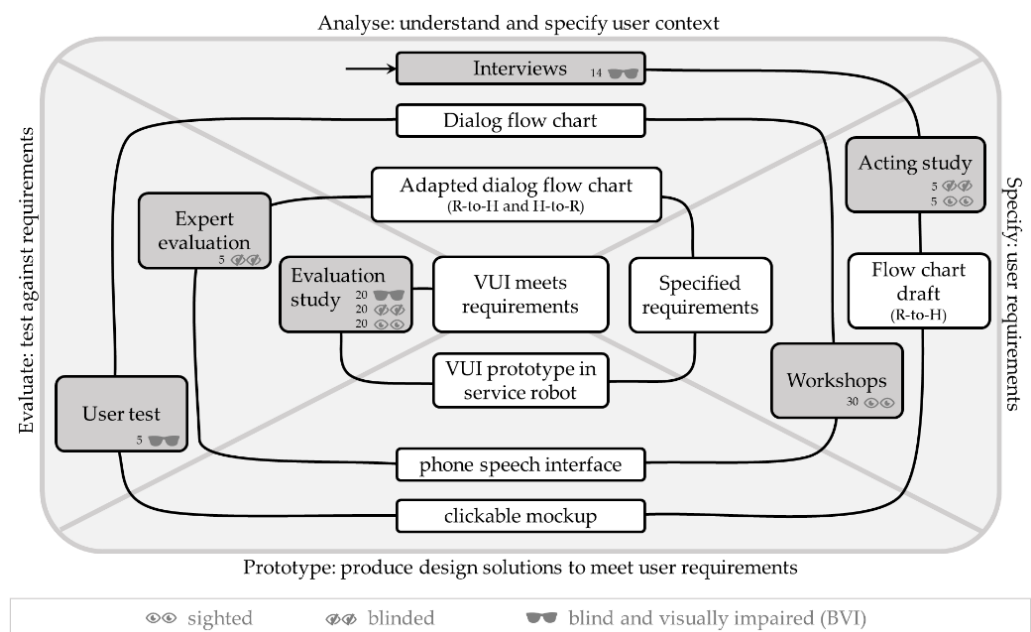 Analyse: understand and specify user context
Interviews
14
Dialog flow chart
Acting study
5
5
Adapted dialog flow chart
(R-to-H and H-to-R)
Expert
evaluation
5
Evaluation
study
20
20
20
VUI meets
requirements
Specified
requirements
Flow chart
draft
(R-to-H)
VUI prototype in
service robot
Workshops
30
User test
5
phone speech interface
clickable mockup
Evaluate: test against requirements
Specify: user requirements
Prototype: produce design solutions to meet user requirements
sighted
blinded
blind and visually impaired (BVI)